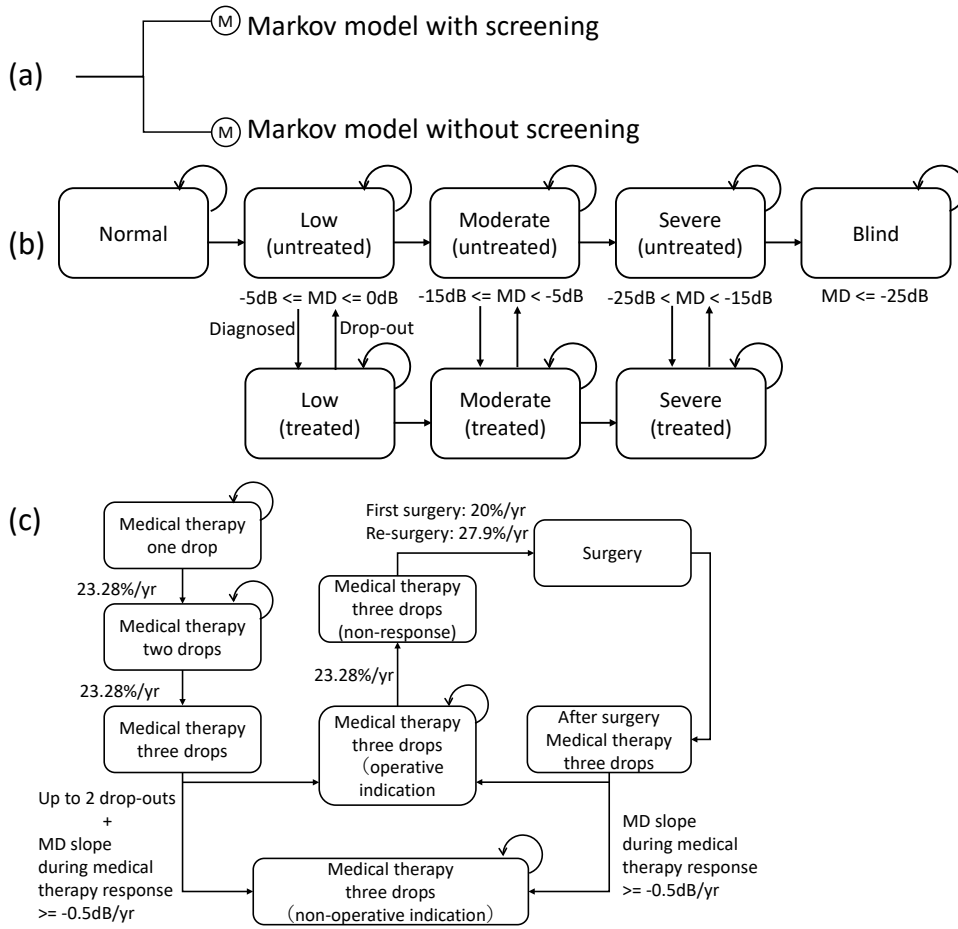 (a)
M
Markov model with screening
M
Markov model without screening
(b)
Normal
Low
(untreated)
Moderate
(untreated)
Severe
(untreated)
Blind
-5dB <= MD <= 0dB
-15dB <= MD < -5dB
-25dB < MD < -15dB
MD <= -25dB
Diagnosed
Drop-out
Low
(treated)
Moderate
(treated)
Severe
(treated)
(c)
Medical therapy
one drop
23.28%/yr
Medical therapy
two drops
23.28%/yr
Medical therapy
three drops
Up to 2 drop-outs
+
MD slope
during medical
therapy response
>= -0.5dB/yr
First surgery: 20%/yr
Re-surgery: 27.9%/yr
Surgery
Medical therapy
three drops
(non-response)
23.28%/yr
Medical therapy
three drops
（operative
indication
After surgery
Medical therapy
three drops
MD slope
during medical
therapy response
>= -0.5dB/yr
Medical therapy
three drops
（non-operative indication）